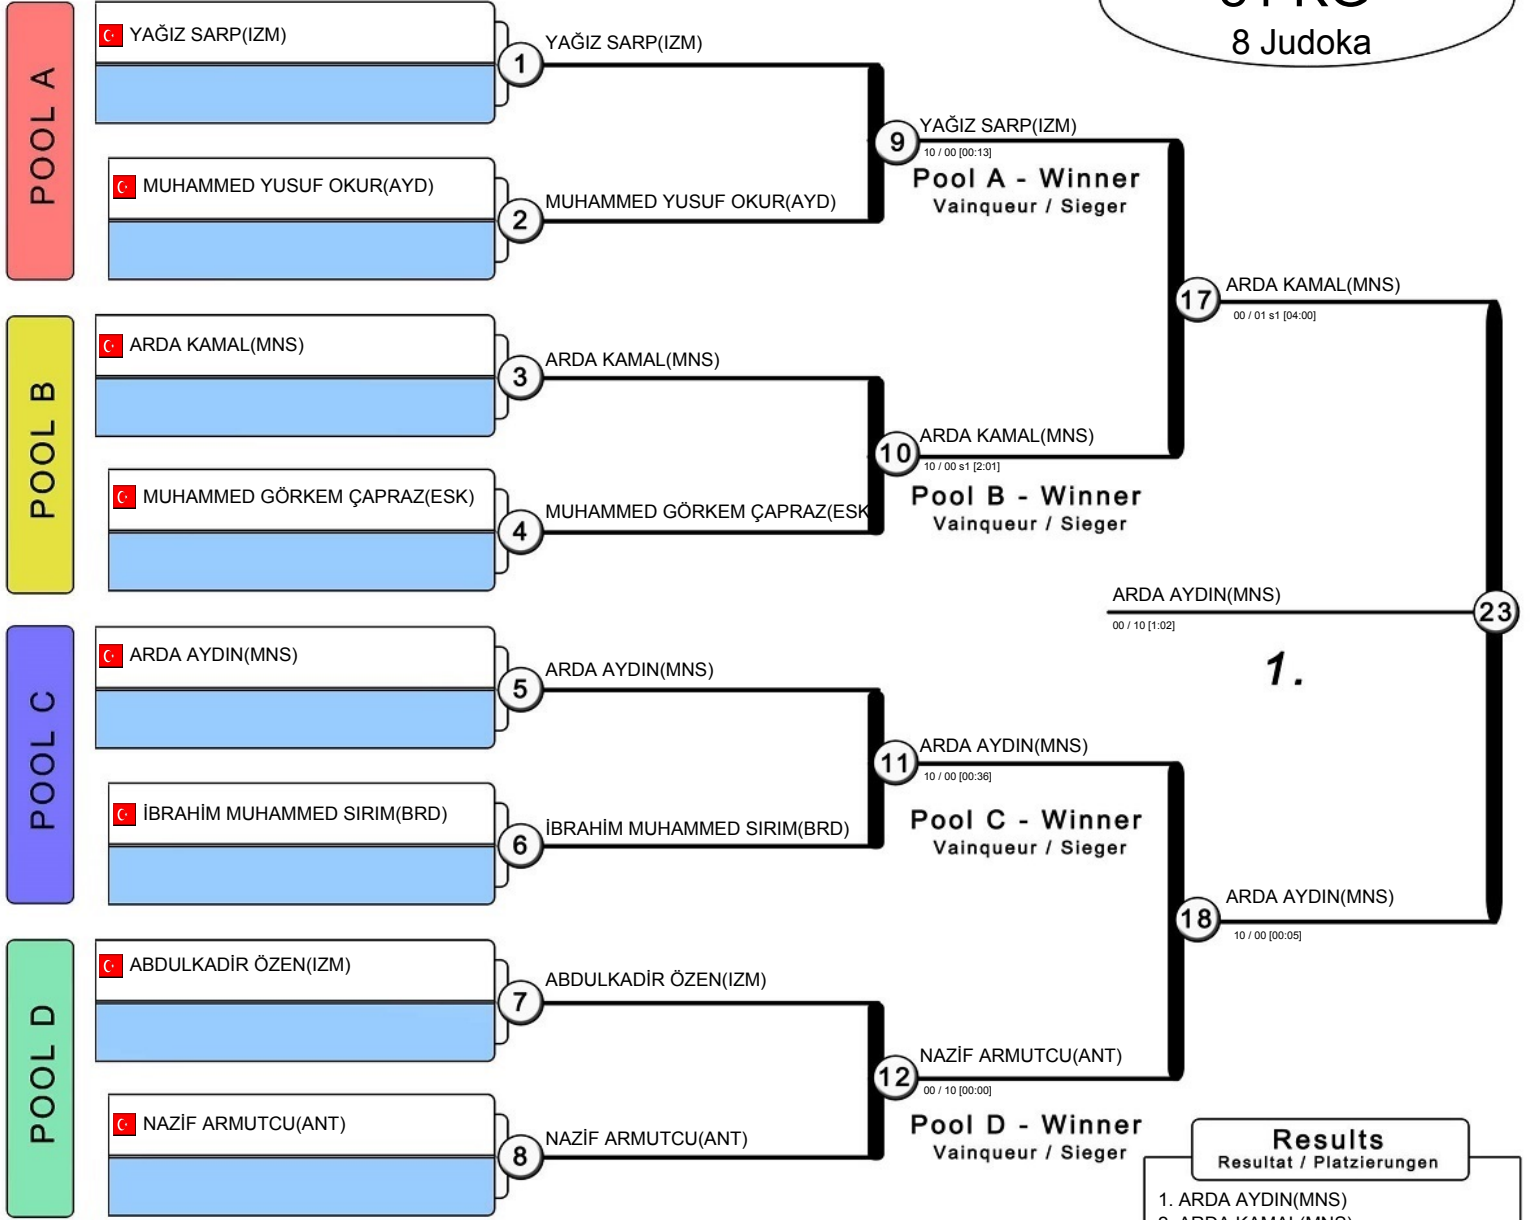 KG
8 Judoka
POOL A
YAĞIZ SARP(IZM)
1
YAĞIZ SARP(IZM)
MUHAMMED YUSUF OKUR(AYD)
2
MUHAMMED YUSUF OKUR(AYD)
9
YAĞIZ SARP(IZM)
10 / 00 [00:13]
Pool A - Winner
Vainqueur / Sieger
17
ARDA KAMAL(MNS)
00 / 01 s1 [04:00]
POOL B
ARDA KAMAL(MNS)
3
ARDA KAMAL(MNS)
MUHAMMED GÖRKEM ÇAPRAZ(ESK)
4
MUHAMMED GÖRKEM ÇAPRAZ(ESK
10
ARDA KAMAL(MNS)
10 / 00 s1 [2:01]
Pool B - Winner
Vainqueur / Sieger
ARDA AYDIN(MNS)
00 / 10 [1:02]
23
1.
POOL C
ARDA AYDIN(MNS)
5
ARDA AYDIN(MNS)
İBRAHİM MUHAMMED SIRIM(BRD)
6
İBRAHİM MUHAMMED SIRIM(BRD)
11
ARDA AYDIN(MNS)
10 / 00 [00:36]
Pool C - Winner
Vainqueur / Sieger
18
ARDA AYDIN(MNS)
10 / 00 [00:05]
POOL D
ABDULKADİR ÖZEN(IZM)
7
ABDULKADİR ÖZEN(IZM)
NAZİF ARMUTCU(ANT)
8
NAZİF ARMUTCU(ANT)
12
NAZİF ARMUTCU(ANT)
00 / 10 [00:00]
Pool D - Winner
Vainqueur / Sieger
Results
Resultat / Platzierungen
1. ARDA AYDIN(MNS)
2. ARDA KAMAL(MNS)